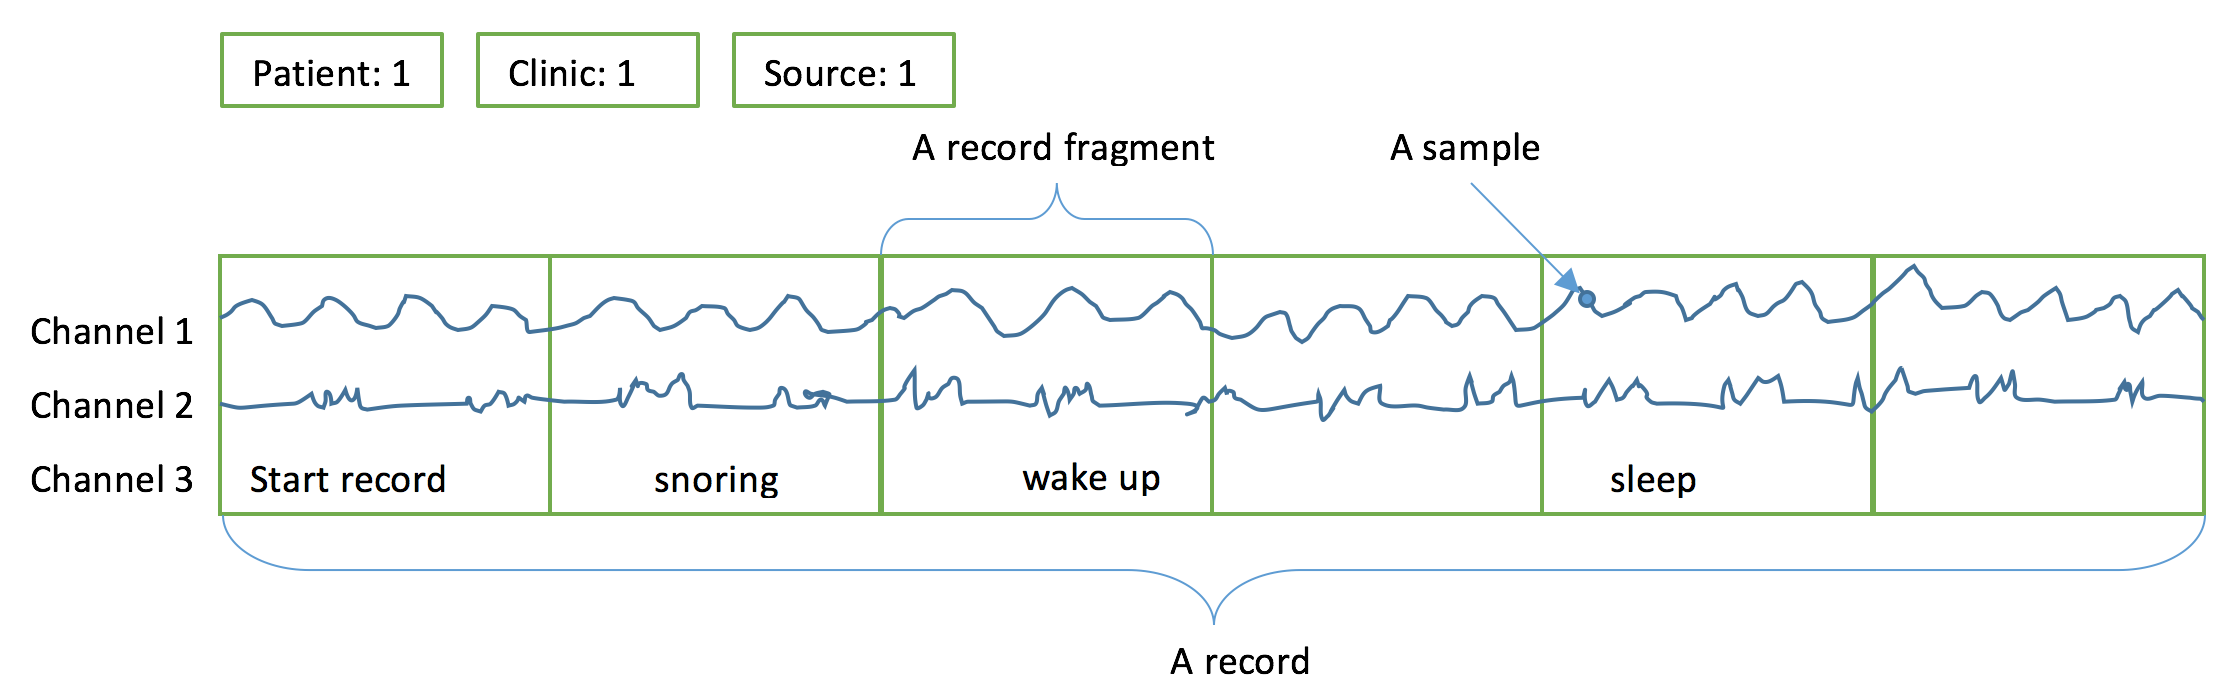 Patient: 1
Clinic: 1
Source: 1
A record fragment
A sample
Channel 1
Channel 2
Channel 3
Start record
snoring
wake up
sleep
A record